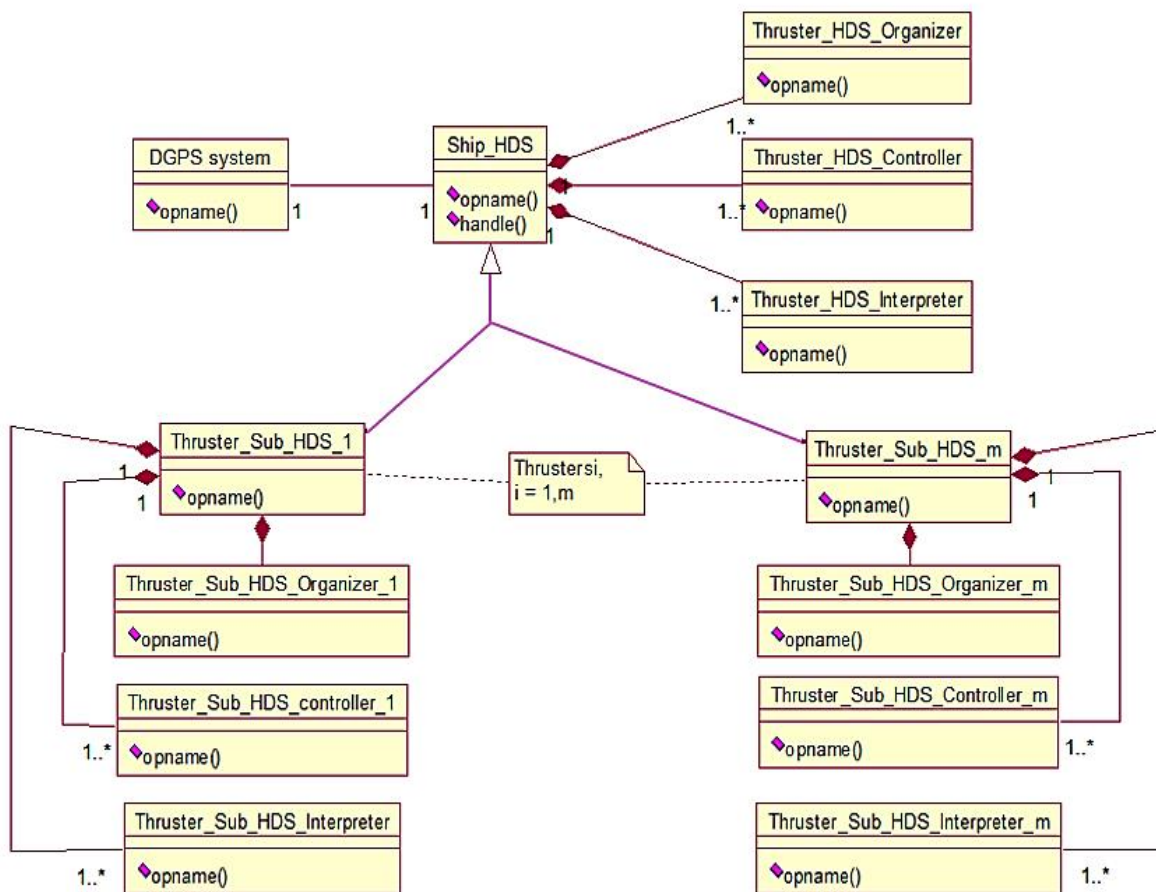 Thruster_HDS_Organizer
opname()
1..*
DGPS system
opname()
1
Ship_HDS
opname()
handle()
1
1
1
Thruster_HDS_Controller
opname()
1..*
Thruster_HDS_Interpreter
opname()
1..*
Thruster_Sub_HDS_1
opname()
1
1
Thrustersi,
i = 1,m
Thruster_Sub_HDS_m
opname()
1
1
Thruster_Sub_HDS_Organizer_1
opname()
Thruster_Sub_HDS_Organizer_m
opname()
Thruster_Sub_HDS_controller_1
opname()
1..*
Thruster_Sub_HDS_Controller_m
opname()
1..*
Thruster_Sub_HDS_Interpreter
opname()
1..*
Thruster_Sub_HDS_Interpreter_m
opname()
1..*